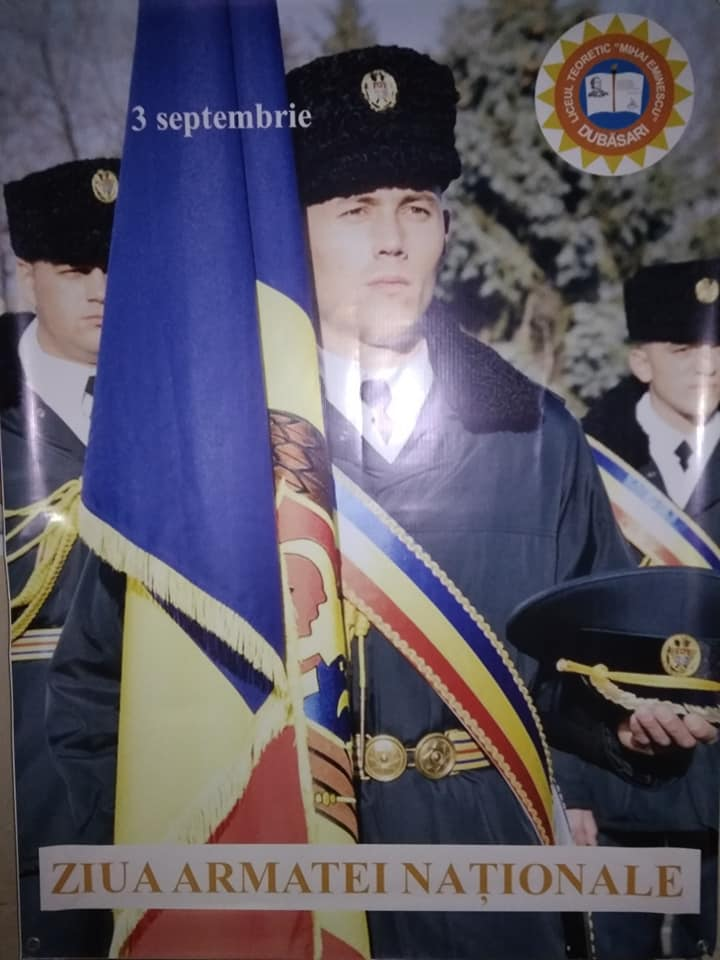 3 septembrie
LICEUL TEORETIC "MIHAI EMINESCU"
DUBĂSARI
ZIUA ARMATEI NAȚIONALE